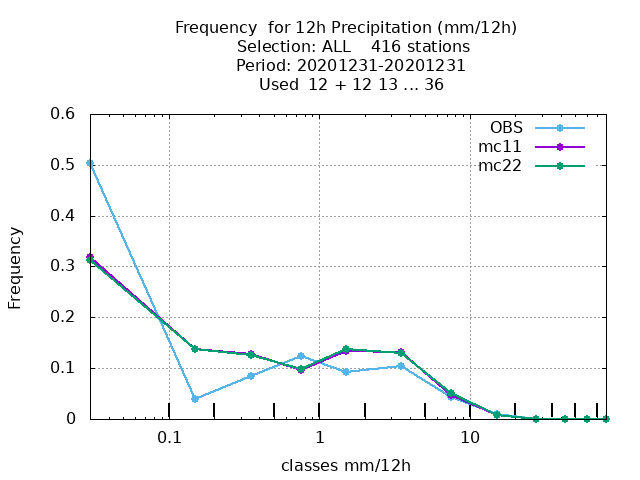 Frequency  for 12h Precipitation (mm/12h)
Selection: ALL    416 stations
Period: 20201231-20201231
Used  12 + 12 13 ... 36
0.6
OBS
mc11
mc22
0.5
0.4
0.3
0.2
0.1
0
Frequency
0.1
1
10
classes mm/12h